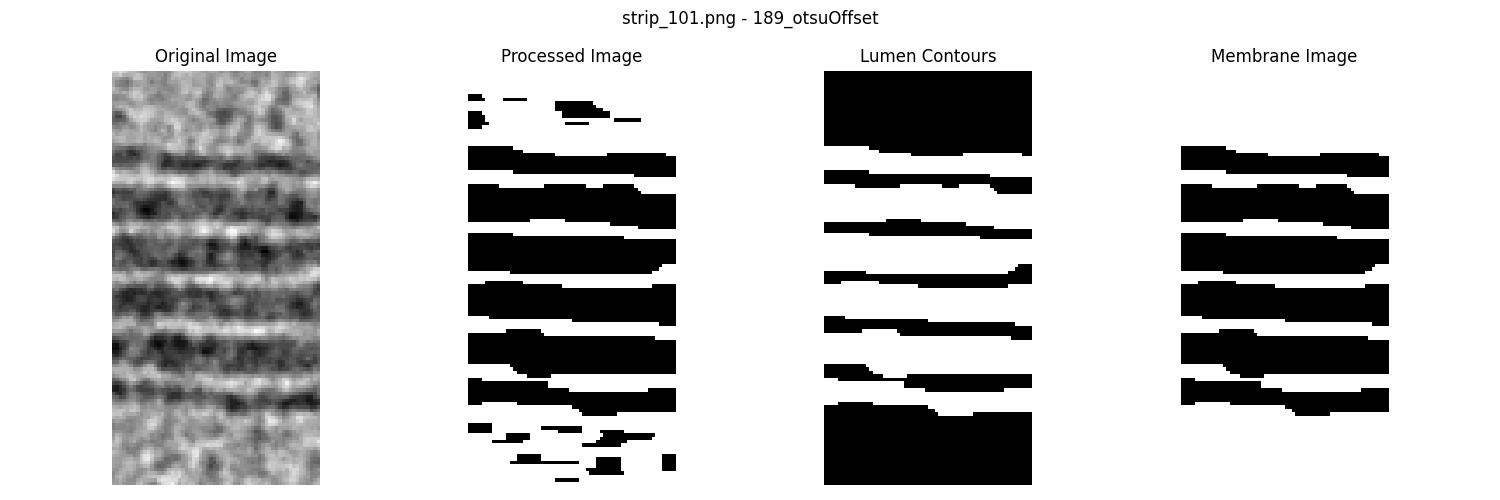 strip_101.png - 189_otsuOffset
Original Image
Processed Image
Lumen Contours
Membrane Image